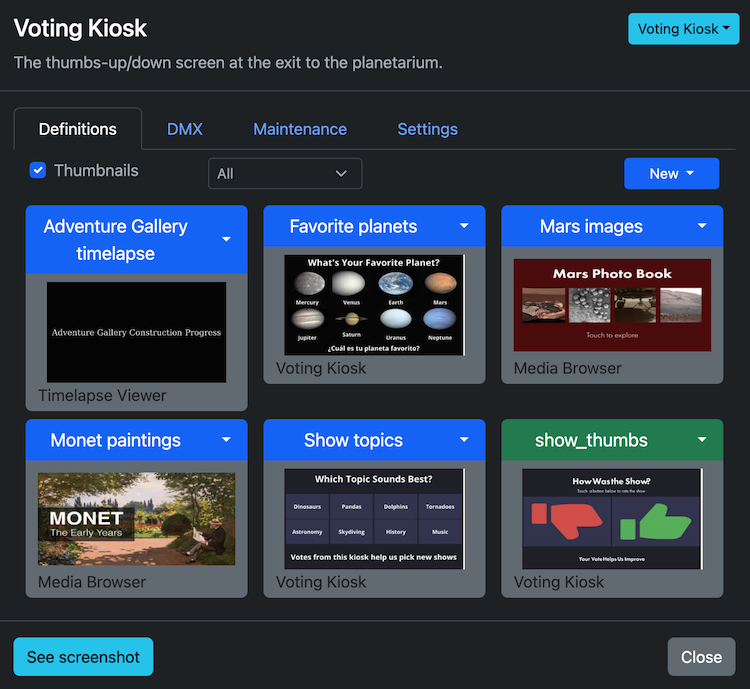 Voting Kiosk
Voting Kiosk
The thumbs-up/down screen at the exit to the planetarium.
Definitions
DMX
Maintenance
Settings
Thumbnails
All
New
Adventure Gallery
timelapse
Adventure Gallery Construction Progress
Timelapse Viewer
Favorite planets
What's Your Favorite Planet?
Mercury Venus Earth Mars
Jupiter Saturn Uranus Neptune
¿Cuál es tu planeta favorito?
Voting Kiosk
Mars images
Mars Photo Book
Touch to explore
Media Browser
Monet paintings
MONET
The Early Years
Media Browser
Show topics
Which Topic Sounds Best?
Dinosaurs Pandas Dolphins Tornadoes
Astronomy Skydiving History Music
Votes from this kiosk help us pick new shows
Voting Kiosk
show_thumbs
How Was the Show?
Touch a button below to rate the show
Your Vote Helps Us Improve
Voting Kiosk
See screenshot
Close